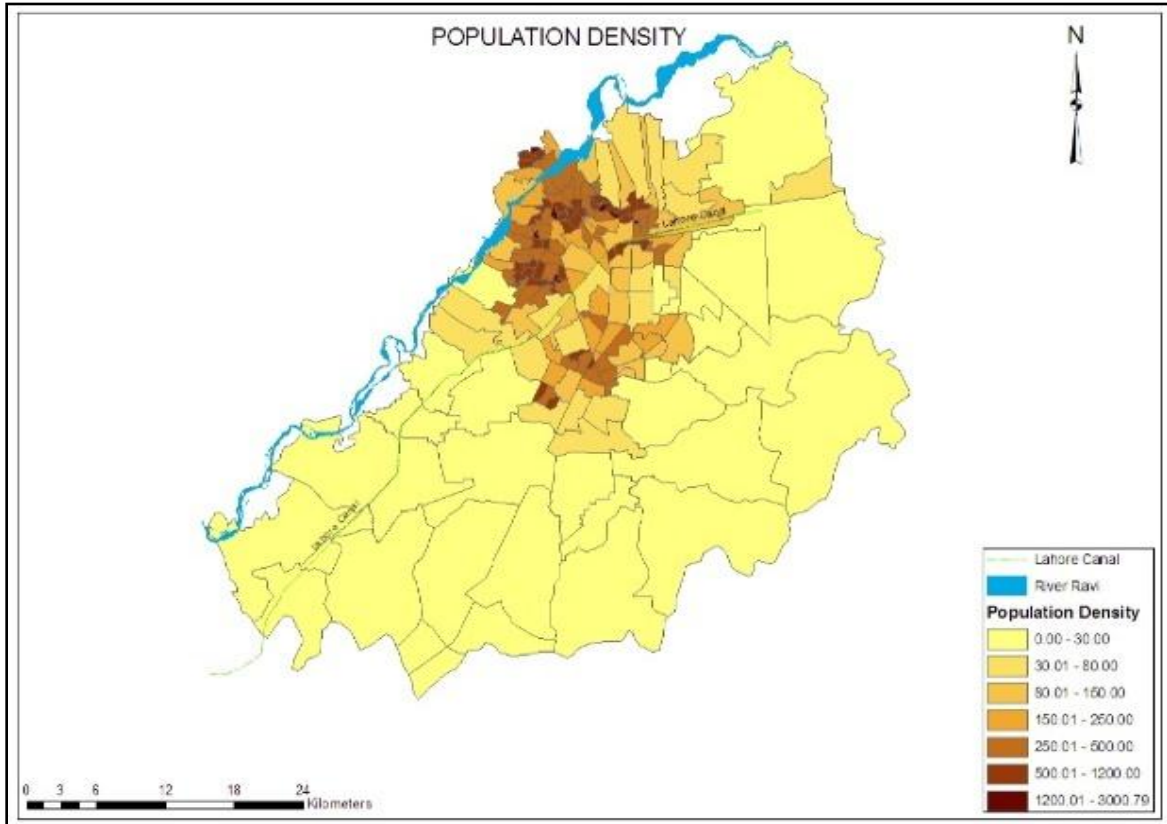 POPULATION DENSITY
N
Lahore Canal
Lahore Canal
Lahore Canal
River Ravi
Population Density
0.00 - 30.00
30.01 - 80.00
80.01 - 150.00
150.01 - 250.00
250.01 - 500.00
500.01 - 1200.00
1200.01 - 3000.79
0 3 6 12 18 24
Kilometers